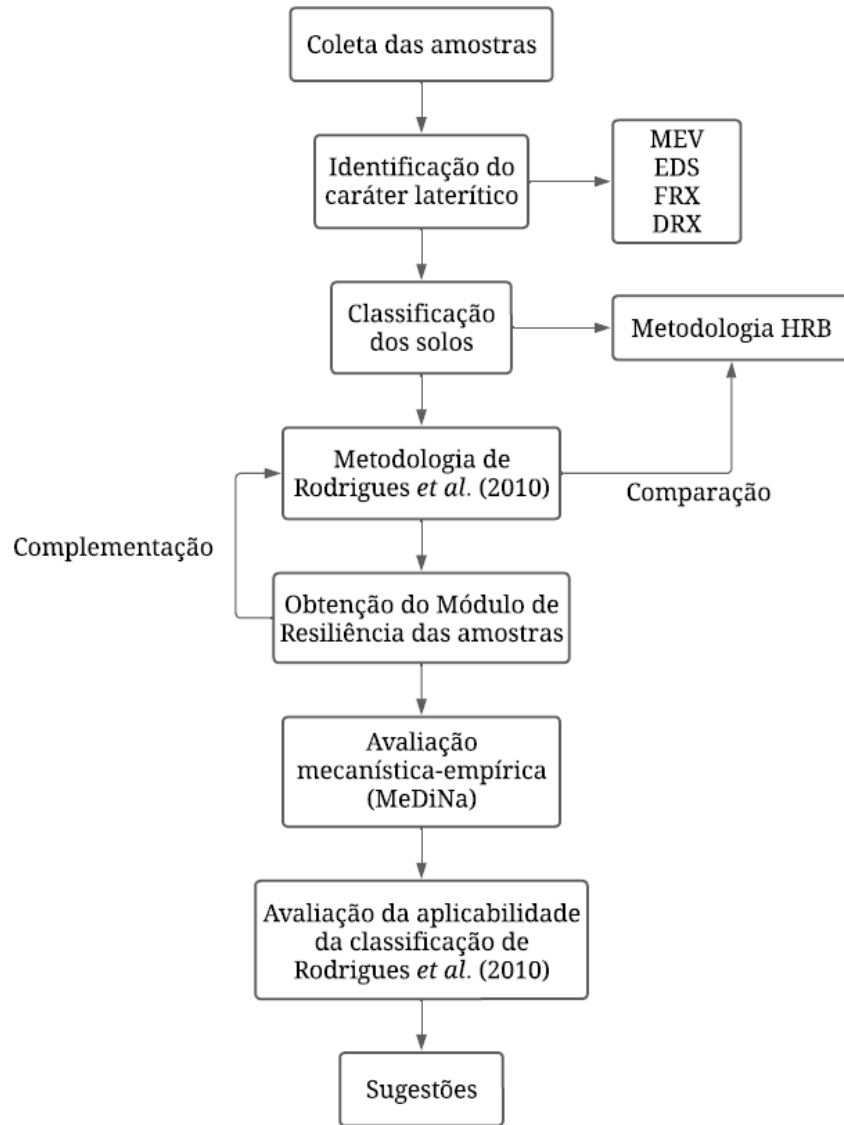 Coleta das amostras
Identificação do
caráter laterítico
MEV
EDS
FRX
DRX
Classificação
dos solos
Metodologia HRB
Metodologia de
Rodrigues et al. (2010)
Comparação
Complementação
Obtenção do Módulo de
Resiliência das amostras
Avaliação
mecanística-empírica
(MeDiNa)
Avaliação da aplicabilidade
da classificação de
Rodrigues et al. (2010)
Sugestões